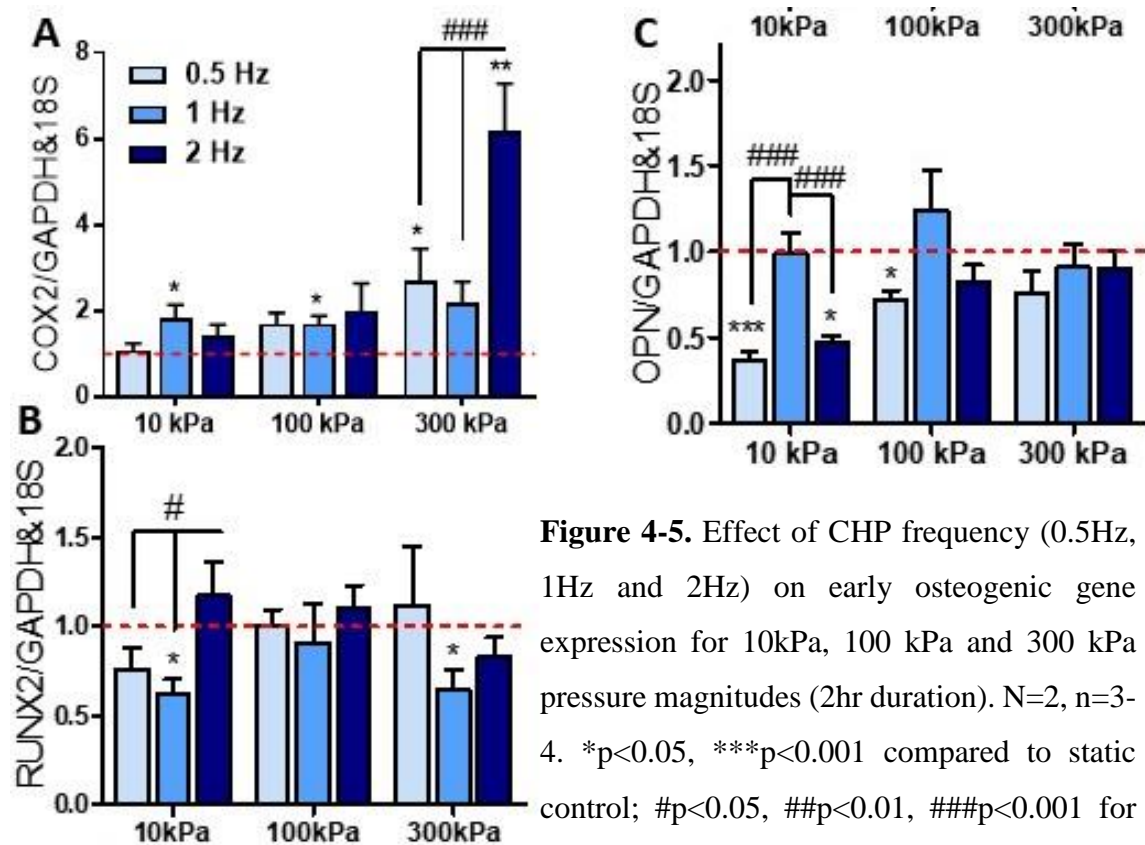 A
COX2/GAPDH&18S
8
6
4
2
0
0.5 Hz
1 Hz
2 Hz
*
*
*
###
**
10 kPa 100 kPa 300 kPa
B
RUNX2/GAPDH&18S
2.0
1.5
1.0
0.5
0.0
#
*
*
10kPa 100kPa 300kPa
10kPa 100kPa 300kPa
C
OPN/GAPDH&18S
2.0
1.5
1.0
0.5
0.0
###
###
***
*
*
10 kPa 100 kPa 300 kPa
Figure 4-5. Effect of CHP frequency (0.5Hz,
1Hz and 2Hz) on early osteogenic gene
expression for 10kPa, 100 kPa and 300 kPa
pressure magnitudes (2hr duration). N=2, n=3-
4. *p<0.05, ***p<0.001 compared to static
control; #p<0.05, ##p<0.01, ###p<0.001 for